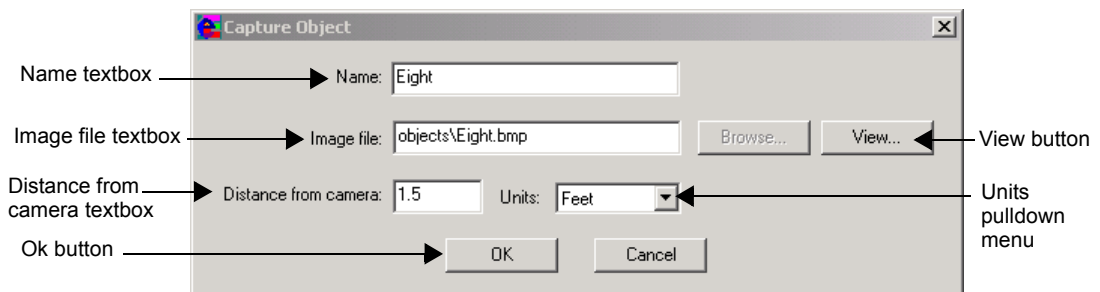 Capture Object
Name textbox
Name:
Eight
Image file textbox
Image file:
objects\Eight.bmp
Browse...
View...
View button
Distance from
camera textbox
Distance from camera:
1.5
Units:
Feet
Units
pulldown
menu
Ok button
OK
Cancel